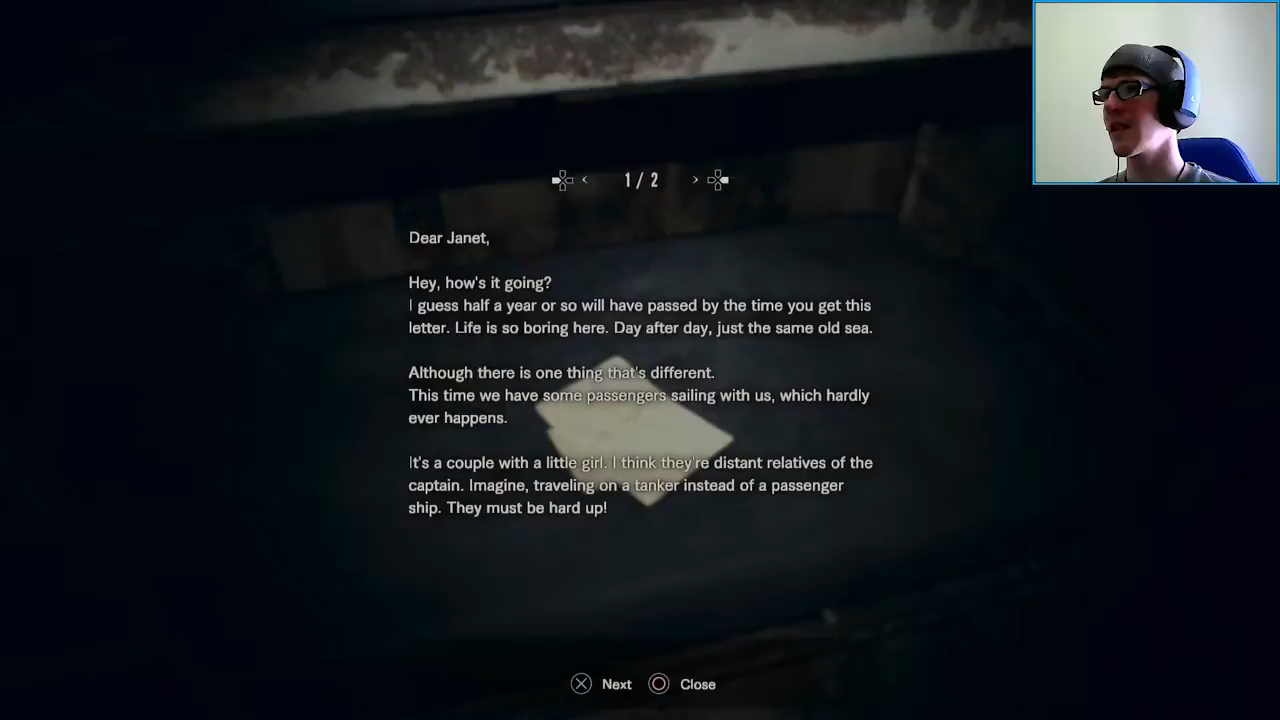 < 1 / 2 >
Dear Janet,
Hey, how's it going?
I guess half a year or so will have passed by the time you get this
letter. Life is so boring here. Day after day, just the same old sea.
Although there is one thing that's different.
This time we have some passengers sailing with us, which hardly
ever happens.
It's a couple with a little girl. I think they're distant relatives of the
captain. Imagine, traveling on a tanker instead of a passenger
ship. They must be hard up!
Next Close